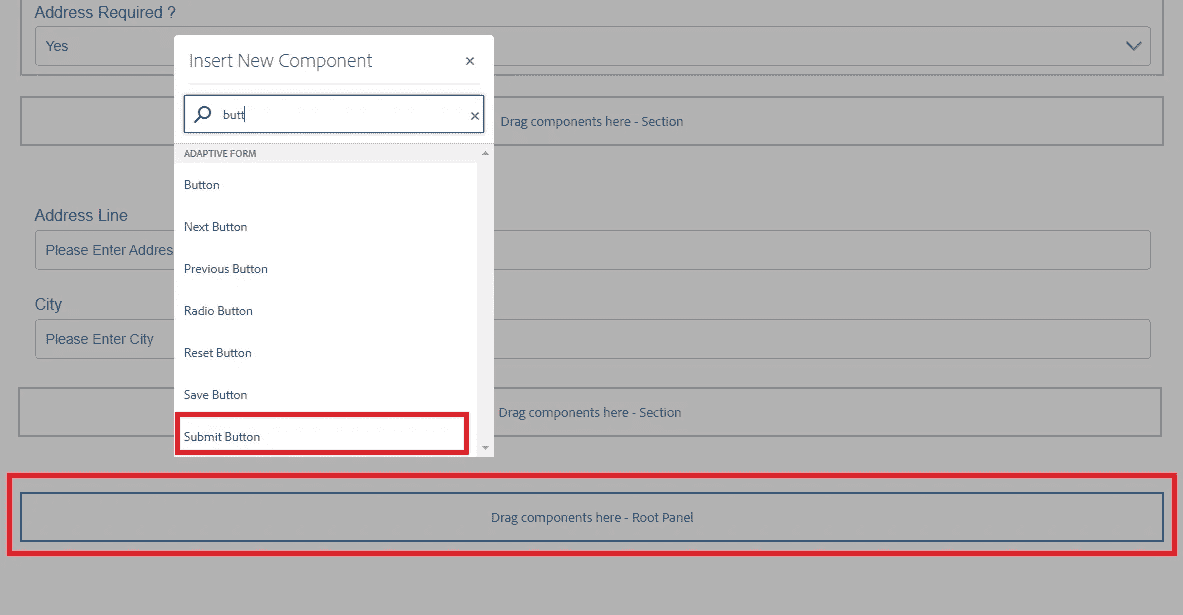 Address Required ?
Yes
Insert New Component
butt
Drag components here - Section
ADAPTIVE FORM
Button
Next Button
Previous Button
Radio Button
Reset Button
Save Button
Submit Button
Address Line
Please Enter Addres
City
Please Enter City
Drag components here - Section
Drag components here - Root Panel